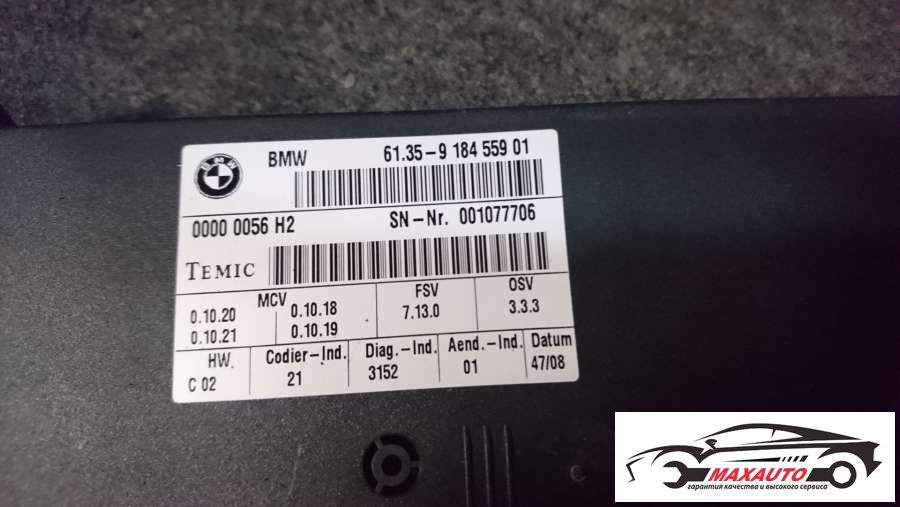 BMW 61.35-9 184 559 01
0000 0056 H2 SN-Nr. 001077706
TEMIC
MCV FSV OSV
0.10.20 0.10.18 7.13.0 3.3.3
0.10.21 0.10.19
HW. Codier-Ind. Diag.-Ind. Aend.-Ind. Datum
C 02 21 3152 01 47/08
MAXAUTO
гарантия качества и высокого сервиса